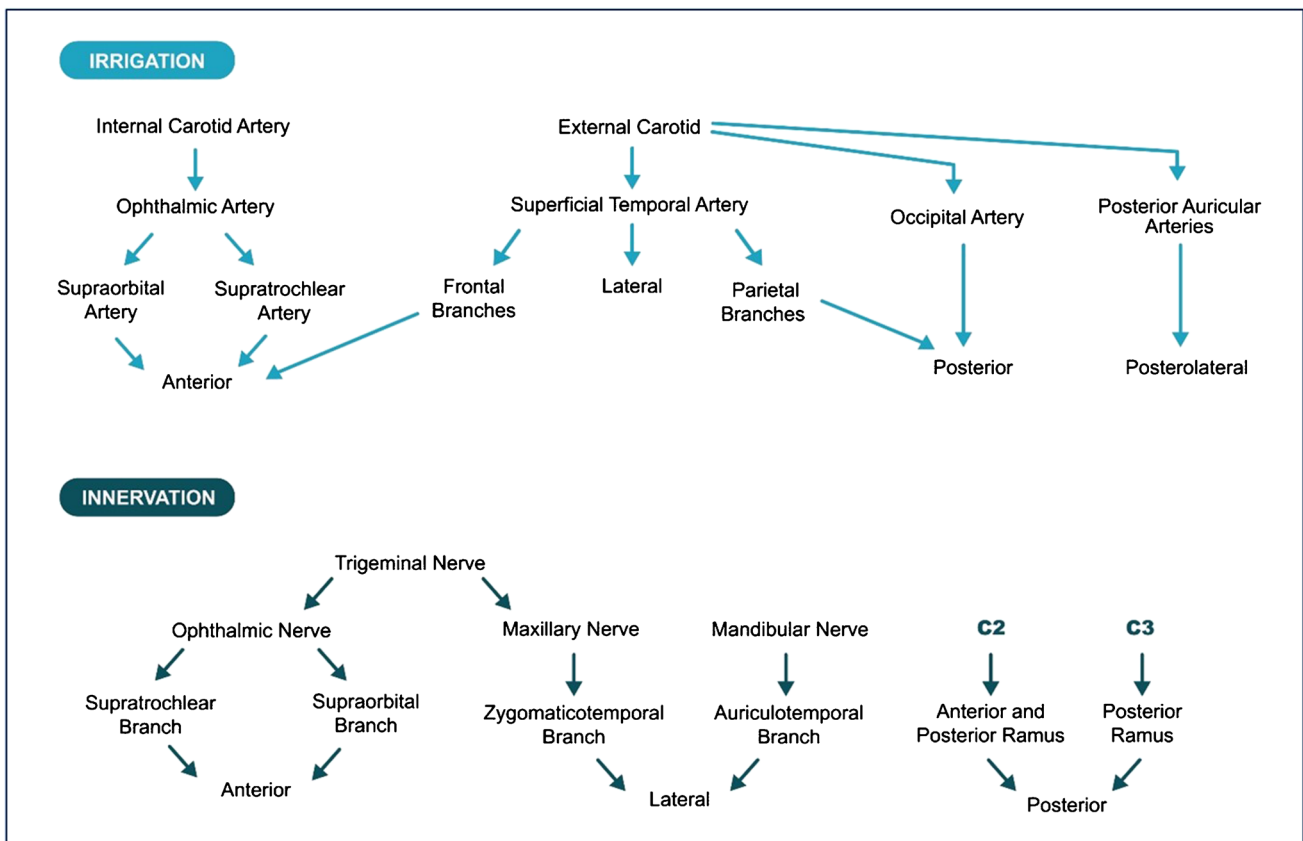 IRRIGATION
Internal Carotid Artery
External Carotid
Ophthalmic Artery
Superficial Temporal Artery
Occipital Artery
Posterior Auricular
Arteries
Supraorbital
Artery
Supratrochlear
Artery
Frontal
Branches
Lateral
Parietal
Branches
Anterior
Posterior
Posterolateral
INNERVATION
Trigeminal Nerve
Ophthalmic Nerve
Maxillary Nerve
Mandibular Nerve
C2
C3
Supratrochlear
Branch
Supraorbital
Branch
Zygomaticotemporal
Branch
Auriculotemporal
Branch
Anterior and
Posterior Ramus
Posterior
Ramus
Anterior
Lateral
Posterior